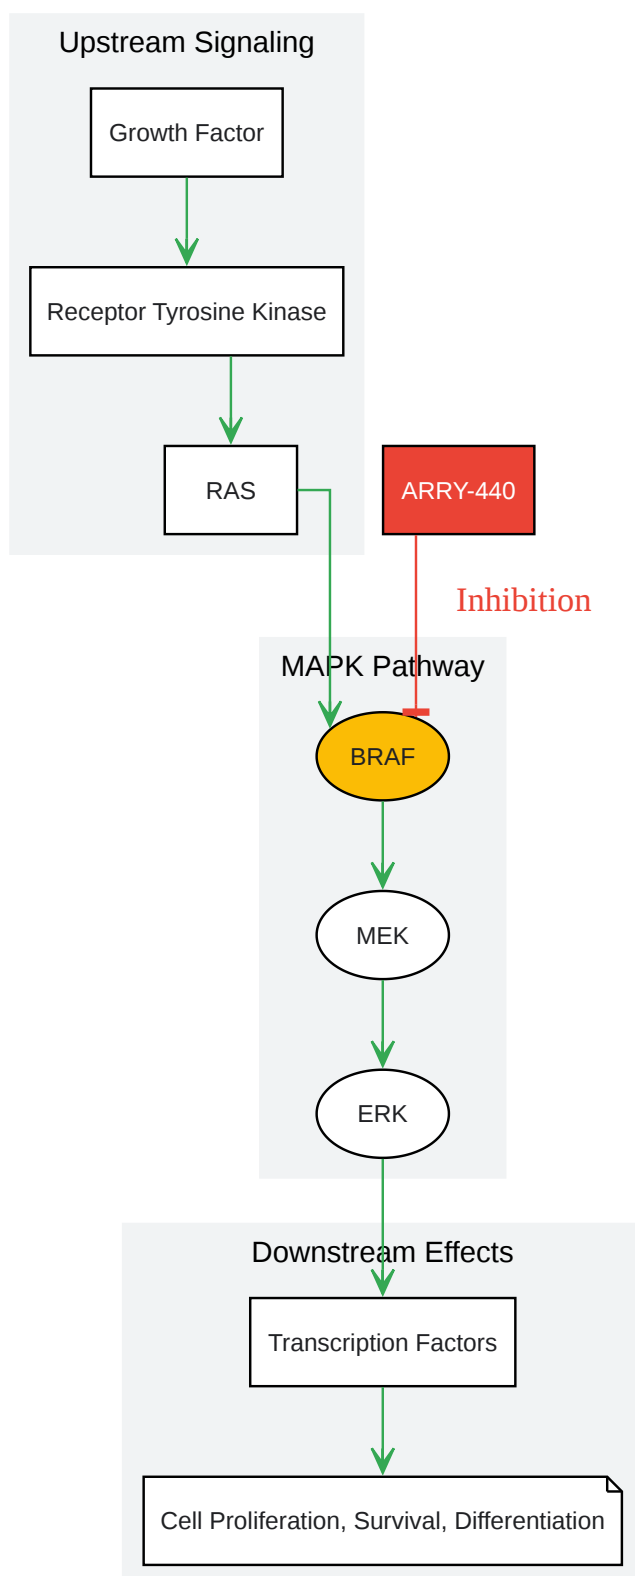 Upstream Signaling
Growth Factor
Receptor Tyrosine Kinase
RAS
ARRY-440
Inhibition
MAPK Pathway
BRAF
MEK
ERK
Downstream Effects
Transcription Factors
Cell Proliferation, Survival, Differentiation